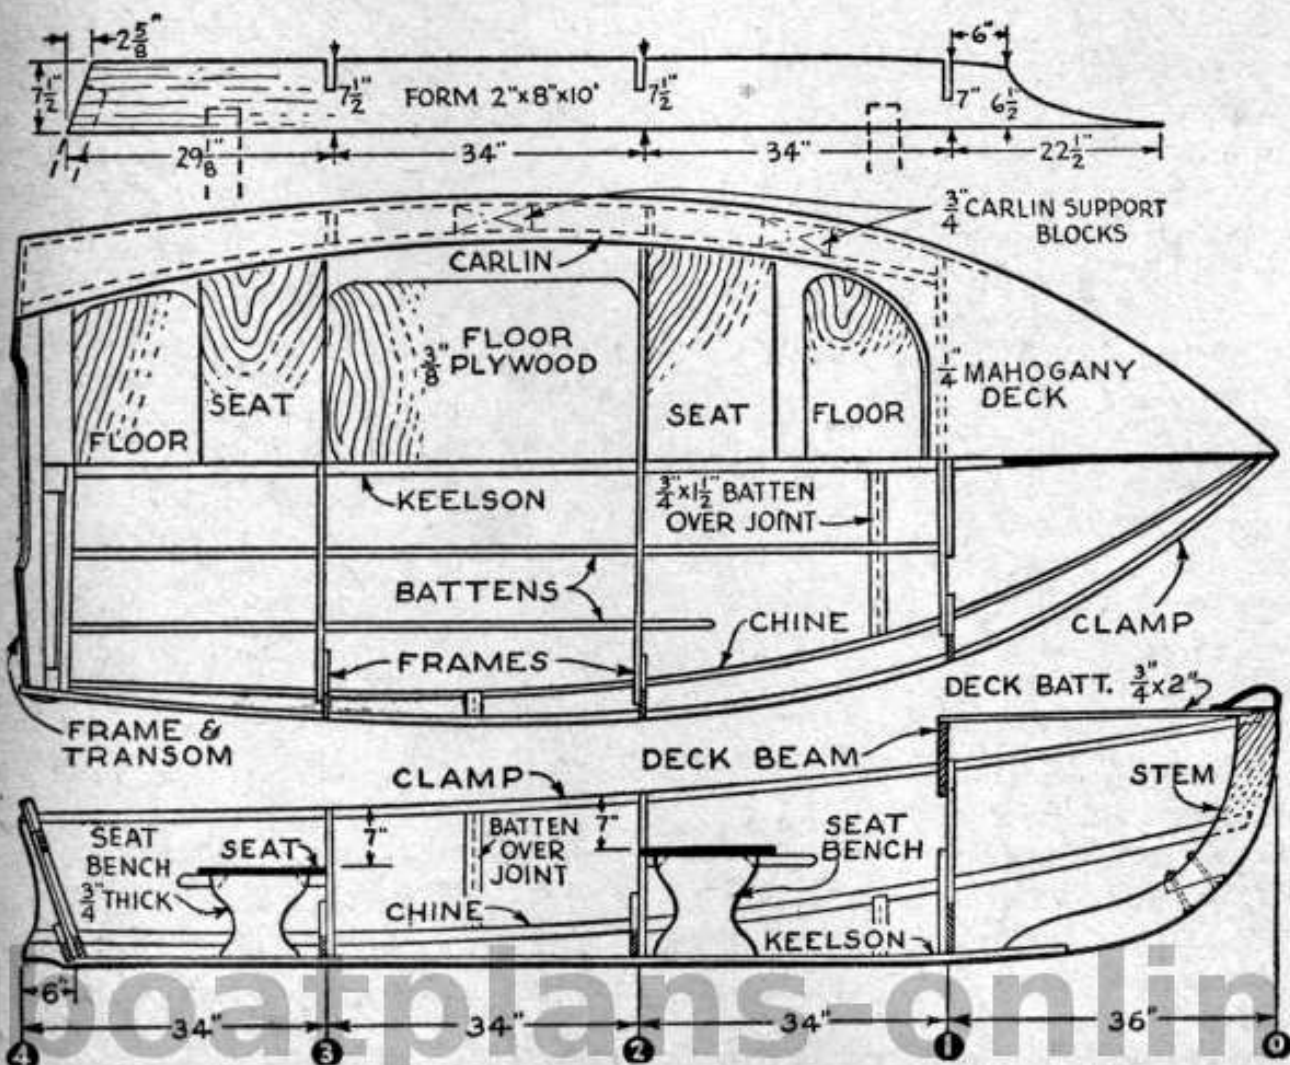 2 5/8"
6"
7 1/2"
7 1/2"
FORM 2"x8"x10'
7 1/2"
7"
6 1/2"
29 1/8"
34"
34"
22 1/2"
3/4" CARLIN SUPPORT
BLOCKS
CARLIN
FLOOR
3/8" PLYWOOD
1/4" MAHOGANY
DECK
SEAT
SEAT
FLOOR
FLOOR
KEELSON
3/4"x1 1/2" BATTEN
OVER JOINT
BATTENS
CHINE
CLAMP
FRAMES
FRAME &
TRANSOM
DECK BATT. 3/4"x2"
DECK BEAM
CLAMP
STEM
SEAT
BENCH
3/4" THICK
SEAT
7"
BATTEN
OVER
JOINT
7"
SEAT
BENCH
CHINE
KEELSON
boatplans-onlin
6"
34"
34"
34"
36"
4
3
2
1
0